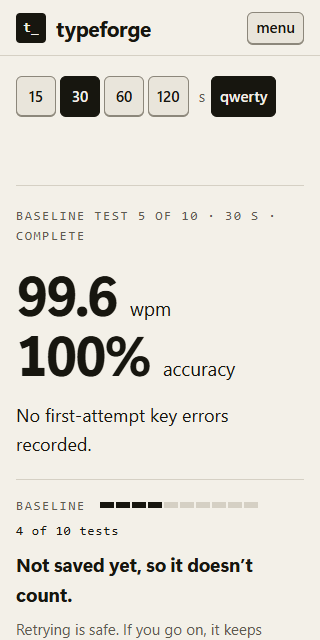 t_ typeforge menu
15 30 60 120 s qwerty
BASELINE TEST 5 OF 10 · 30 S ·
COMPLETE
99.6 wpm
100% accuracy
No first-attempt key errors
recorded.
BASELINE
4 of 10 tests
Not saved yet, so it doesn’t
count.
Retrying is safe. If you go on, it keeps